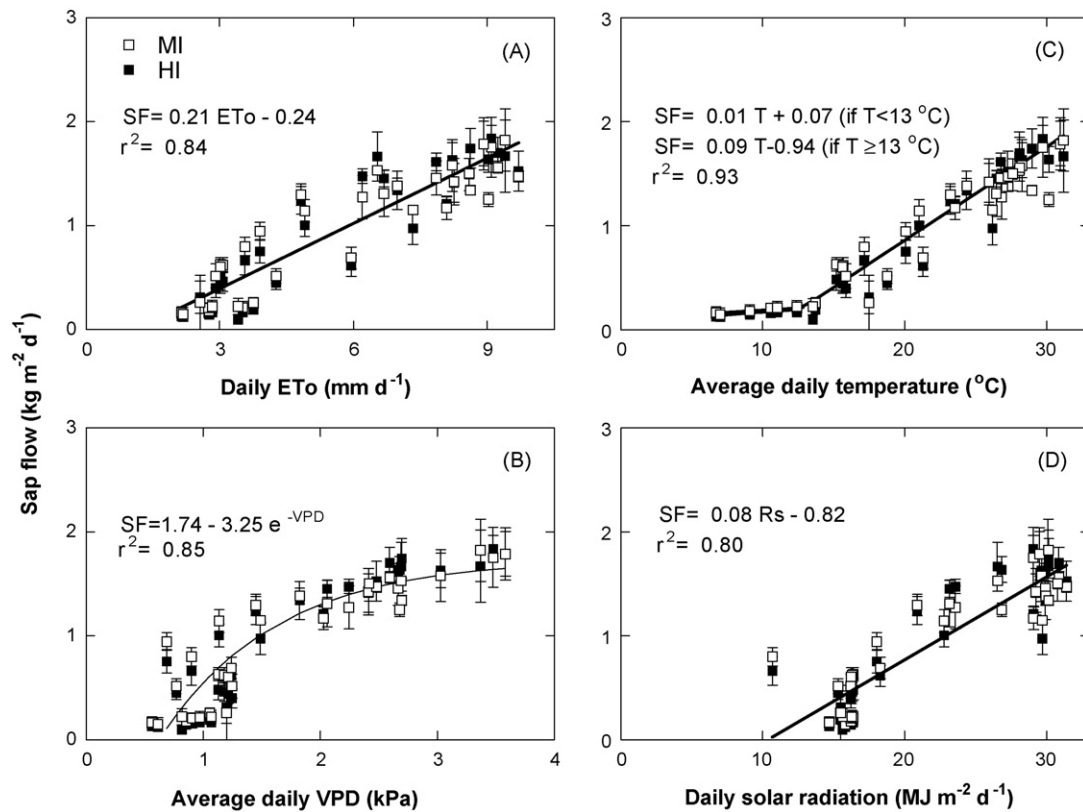 Sap flow (kg m⁻² d⁻¹)
3
2
1
0
MI
HI
(A)
SF= 0.21 ETo - 0.24
r²= 0.84
0 3 6 9
Daily ETo (mm d⁻¹)
(C)
SF= 0.01 T + 0.07 (if T<13 °C)
SF= 0.09 T-0.94 (if T ≥13 °C)
r²= 0.93
3
2
1
0
0 10 20 30
Average daily temperature (°C)
3
2
1
0
(B)
SF=1.74 - 3.25 e ⁻ⱽᴾᴰ
r²= 0.85
0 1 2 3 4
Average daily VPD (kPa)
(D)
SF= 0.08 Rs - 0.82
r²= 0.80
3
2
1
0
0 10 20 30
Daily solar radiation (MJ m⁻² d⁻¹)